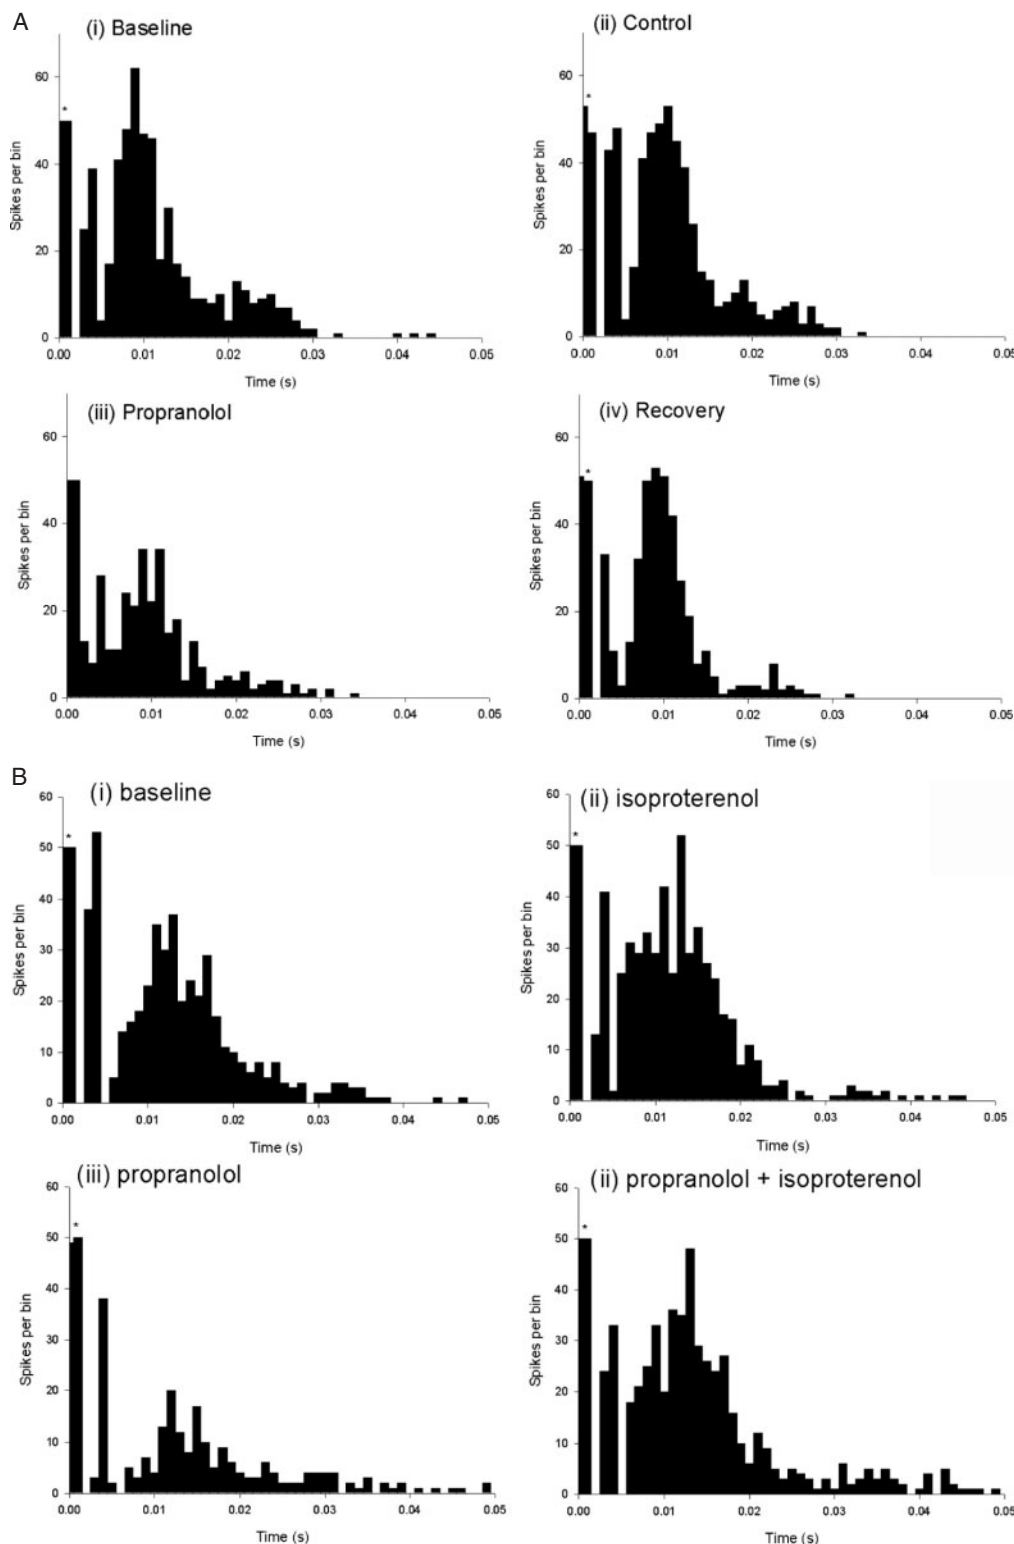 A
(i) Baseline
60
40
20
0
*
Spikes per bin
0.00 0.01 0.02 0.03 0.04 0.05
Time (s)
(ii) Control
60
40
20
0
*
Spikes per bin
0.00 0.01 0.02 0.03 0.04 0.05
Time (s)
(iii) Propranolol
60
40
20
0
Spikes per bin
0.00 0.01 0.02 0.03 0.04 0.05
Time (s)
(iv) Recovery
60
40
20
0
*
Spikes per bin
0.00 0.01 0.02 0.03 0.04 0.05
Time (s)
B
(i) baseline
60
50
40
30
20
10
0
*
Spikes per bin
0.00 0.01 0.02 0.03 0.04 0.05
Time (s)
(ii) isoproterenol
60
50
40
30
20
10
0
*
Spikes per bin
0.00 0.01 0.02 0.03 0.04 0.05
Time (s)
(iii) propranolol
60
50
40
30
20
10
0
*
Spikes per bin
0.00 0.01 0.02 0.03 0.04 0.05
Time (s)
(ii) propranolol + isoproterenol
60
50
40
30
20
10
0
*
Spikes per bin
0.00 0.01 0.02 0.03 0.04 0.05
Time (s)